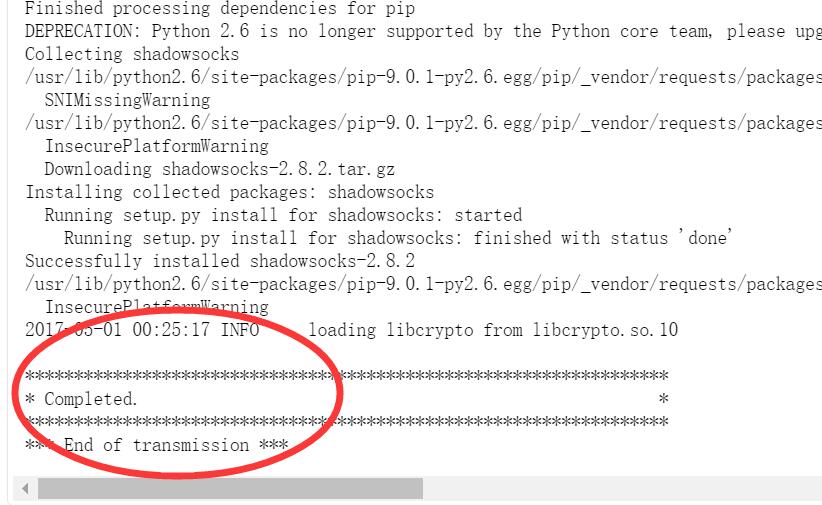 Finished processing dependencies for pip
DEPRECATION: Python 2.6 is no longer supported by the Python core team, please upg
Collecting shadowsocks
/usr/lib/python2.6/site-packages/pip-9.0.1-py2.6.egg/pip/_vendor/requests/packages
SNIMissingWarning
/usr/lib/python2.6/site-packages/pip-9.0.1-py2.6.egg/pip/_vendor/requests/packages
InsecurePlatformWarning
Downloading shadowsocks-2.8.2.tar.gz
Installing collected packages: shadowsocks
Running setup.py install for shadowsocks: started
Running setup.py install for shadowsocks: finished with status 'done'
Successfully installed shadowsocks-2.8.2
/usr/lib/python2.6/site-packages/pip-9.0.1-py2.6.egg/pip/_vendor/requests/packages
InsecurePlatformWarning
2017-05-01 00:25:17 INFO     loading libcrypto from libcrypto.so.10
******************************************************************
* Completed.                                                     *
******************************************************************
*** End of transmission ***